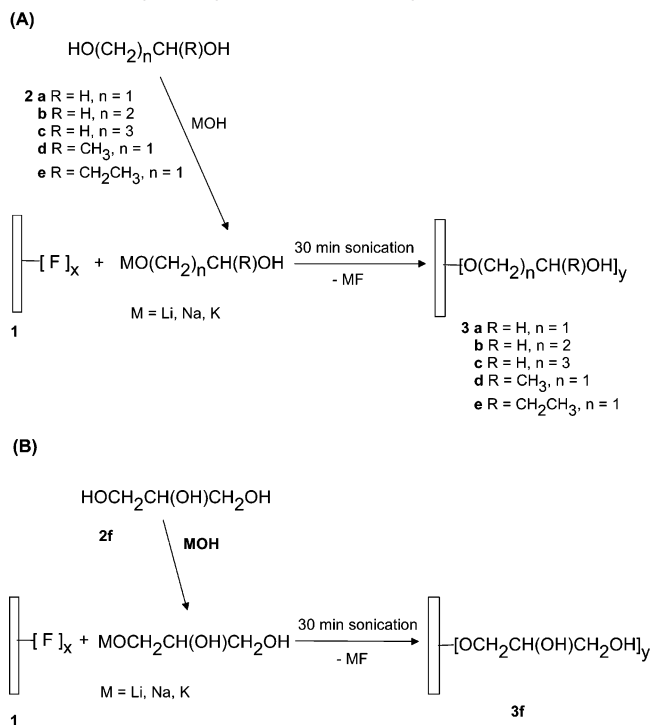 (A)
HO(CH2)nCH(R)OH
2 a R = H, n = 1
b R = H, n = 2
c R = H, n = 3
d R = CH3, n = 1
e R = CH2CH3, n = 1
MOH
[ F ]x + MO(CH2)nCH(R)OH 30 min sonication - MF [O(CH2)nCH(R)OH]y
M = Li, Na, K
1
3 a R = H, n = 1
b R = H, n = 2
c R = H, n = 3
d R = CH3, n = 1
e R = CH2CH3, n = 1
(B)
HOCH2CH(OH)CH2OH
2f
MOH
[ F ]x + MOCH2CH(OH)CH2OH 30 min sonication - MF [OCH2CH(OH)CH2OH]y
M = Li, Na, K
1
3f